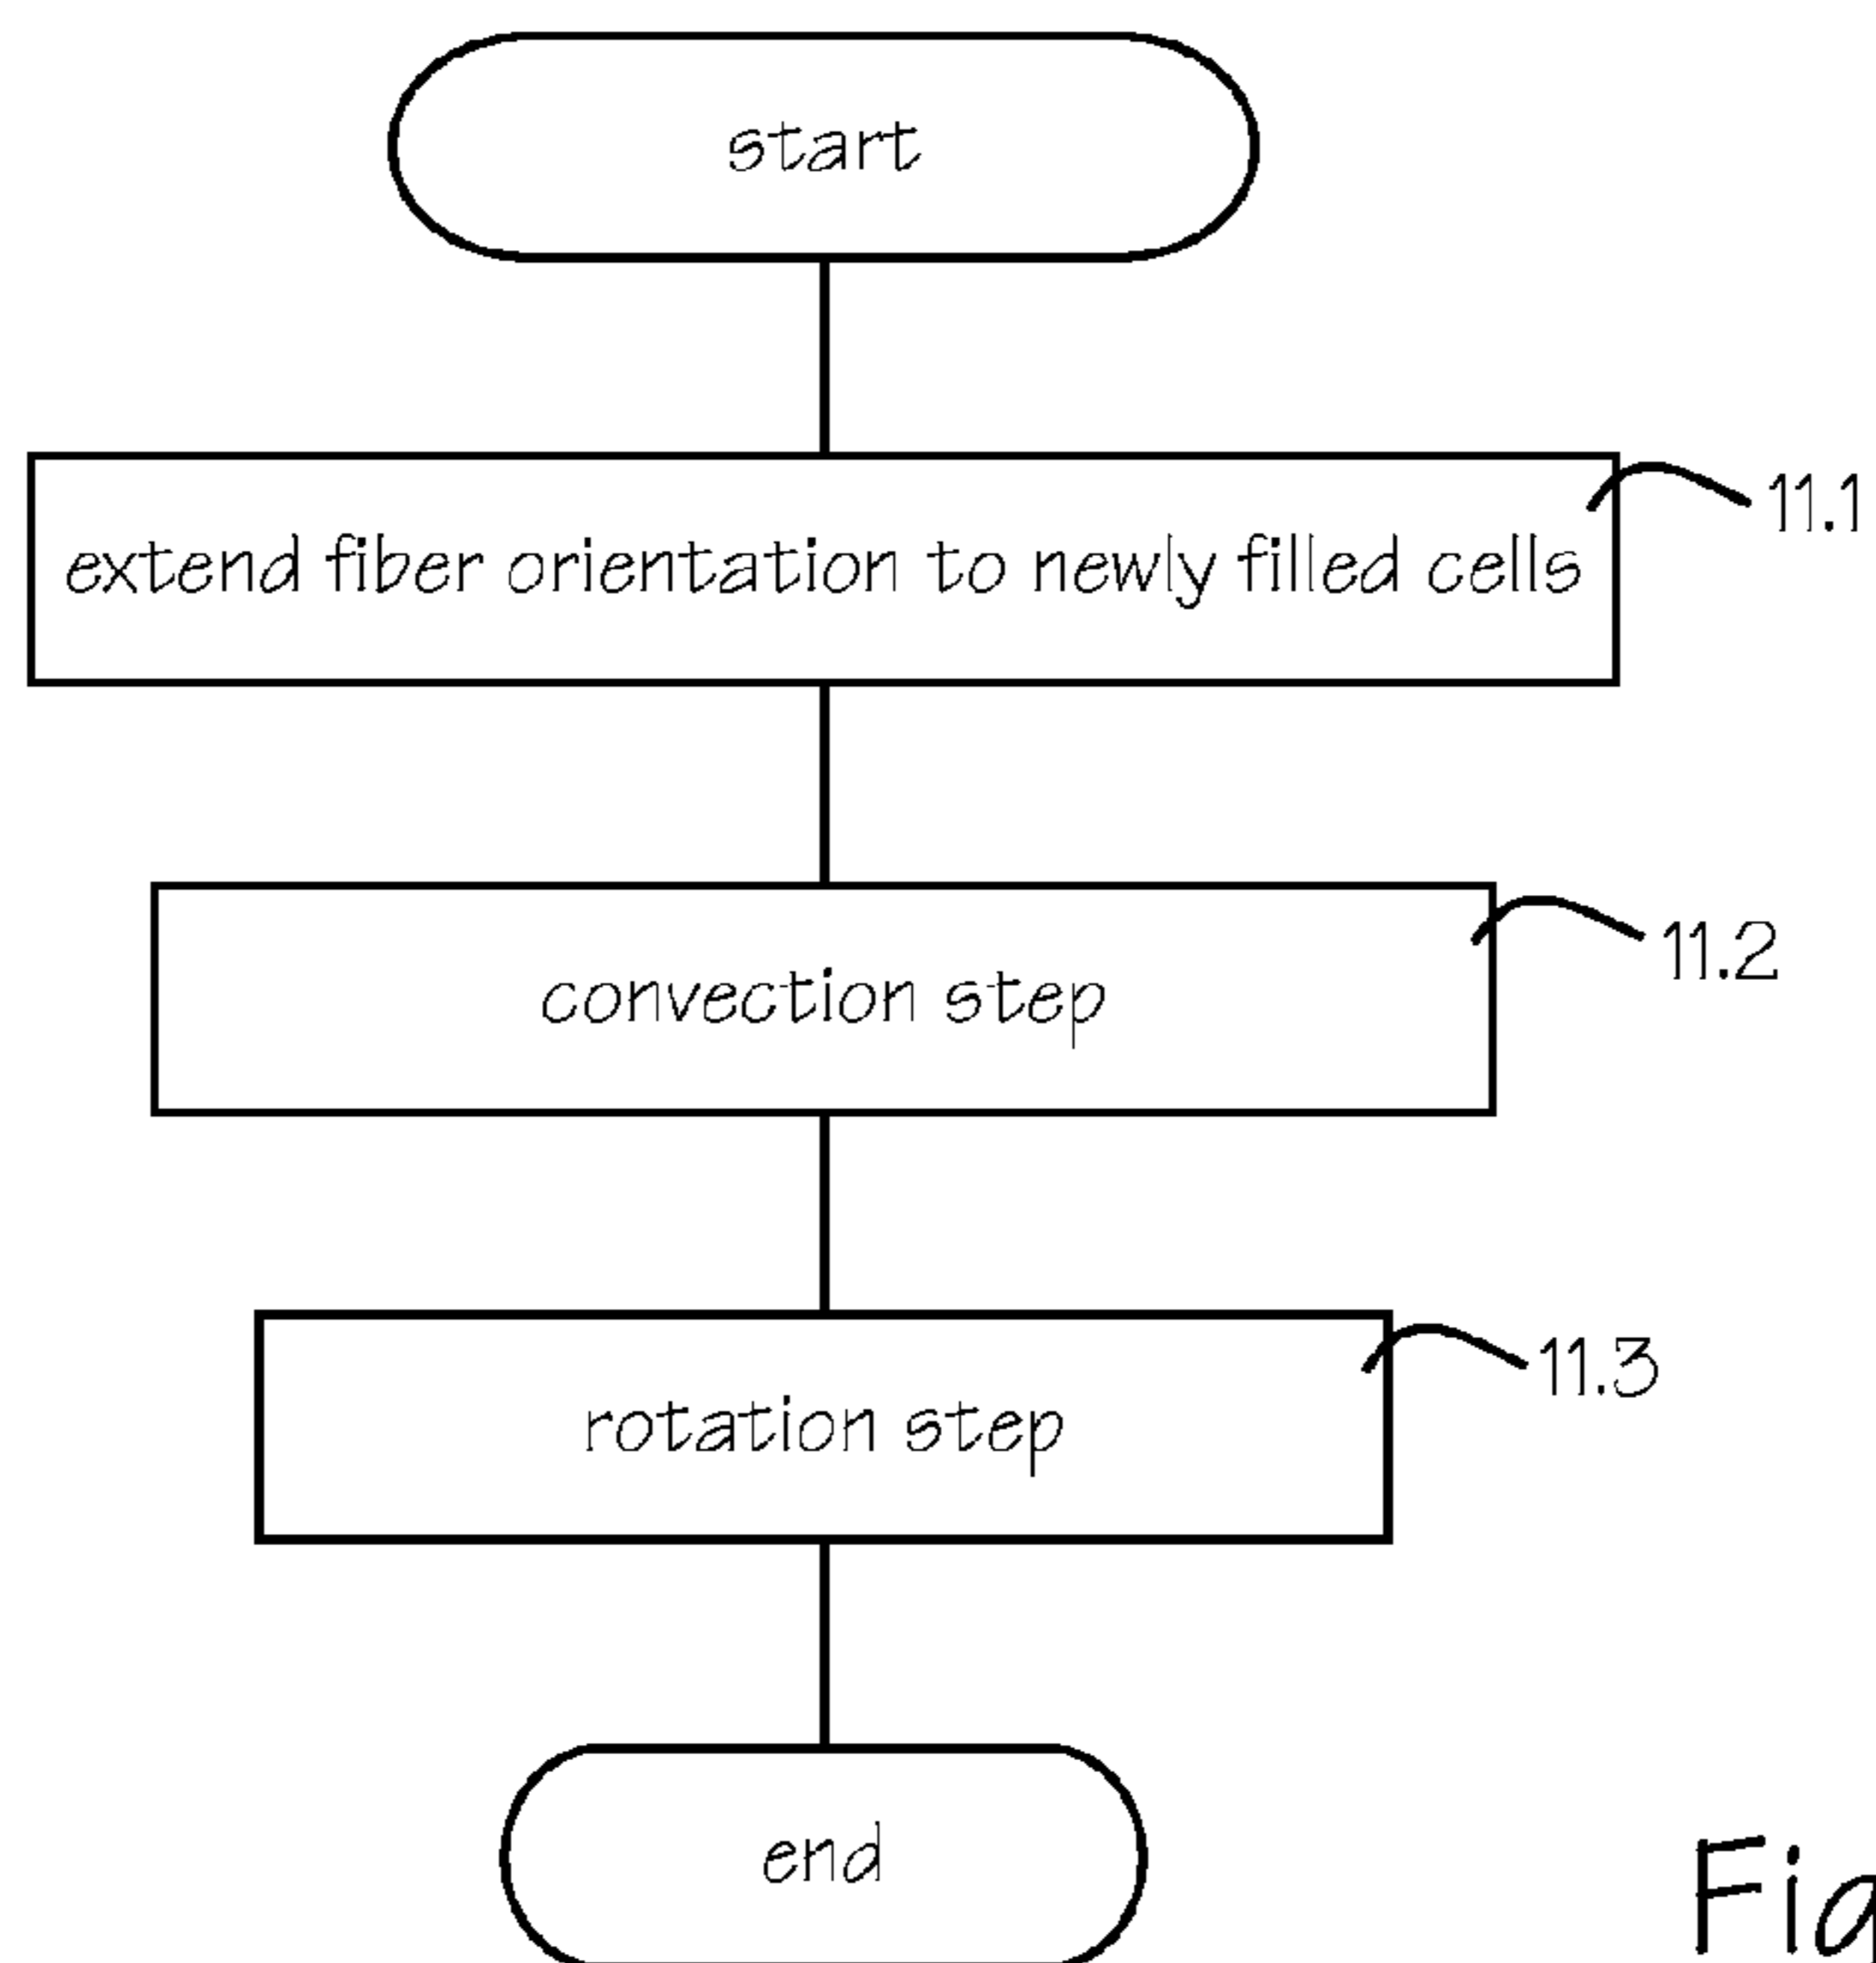 start
extend fiber orientation to newly filled cells
11.1
convection step
11.2
rotation step
11.3
end